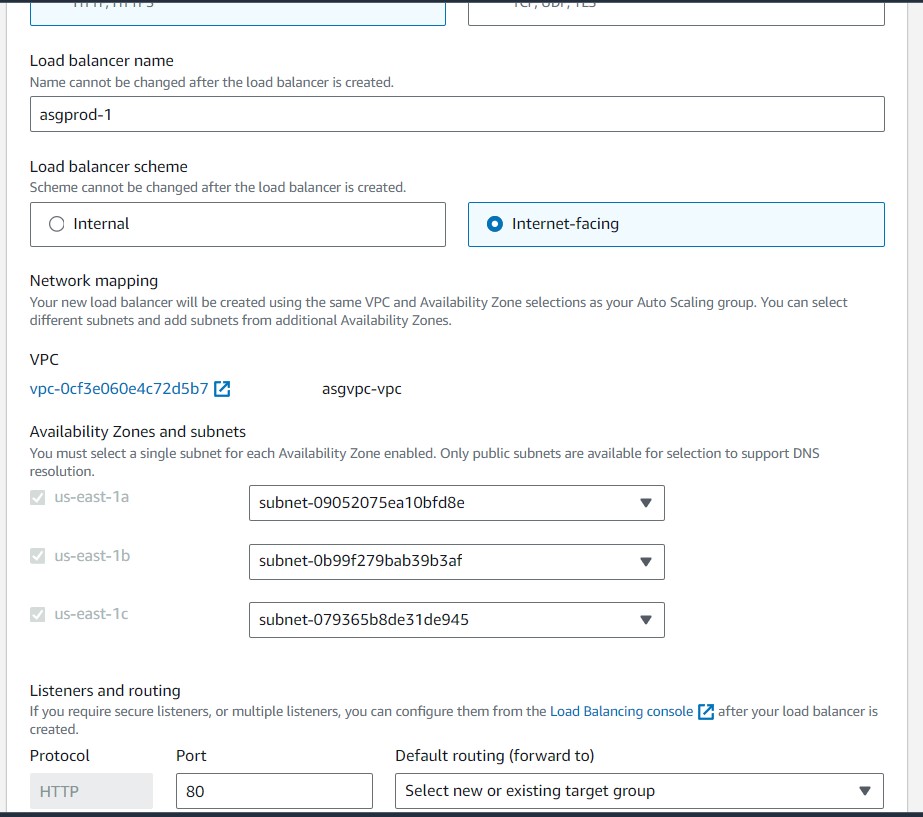 HTTP, HTTPS
TCP, UDP, TLS
Load balancer name
Name cannot be changed after the load balancer is created.
asgprod-1
Load balancer scheme
Scheme cannot be changed after the load balancer is created.
Internal
Internet-facing
Network mapping
Your new load balancer will be created using the same VPC and Availability Zone selections as your Auto Scaling group. You can select
different subnets and add subnets from additional Availability Zones.
VPC
vpc-0cf3e060e4c72d5b7
asgvpc-vpc
Availability Zones and subnets
You must select a single subnet for each Availability Zone enabled. Only public subnets are available for selection to support DNS
resolution.
us-east-1a
subnet-09052075ea10bfd8e
us-east-1b
subnet-0b99f279bab39b3af
us-east-1c
subnet-079365b8de31de945
Listeners and routing
If you require secure listeners, or multiple listeners, you can configure them from the Load Balancing console after your load balancer is
created.
Protocol
Port
Default routing (forward to)
HTTP
80
Select new or existing target group